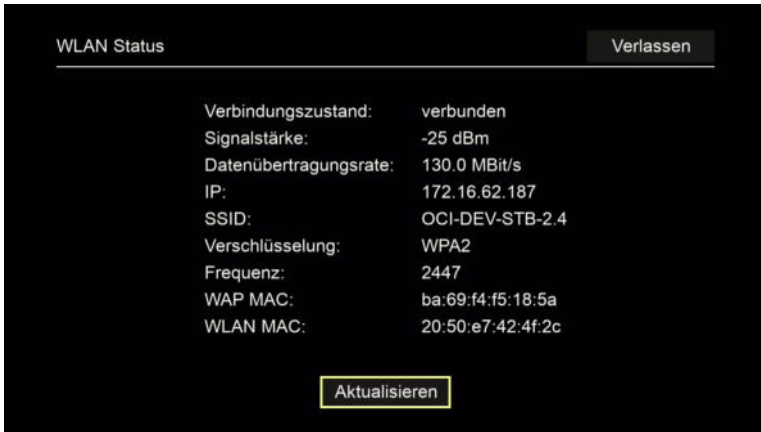 WLAN Status
Verlassen
Verbindungszustand: verbunden
Signalstärke: -25 dBm
Datenübertragungsrate: 130.0 MBit/s
IP: 172.16.62.187
SSID: OCI-DEV-STB-2.4
Verschlüsselung: WPA2
Frequenz: 2447
WAP MAC: ba:69:f4:f5:18:5a
WLAN MAC: 20:50:e7:42:4f:2c
Aktualisieren